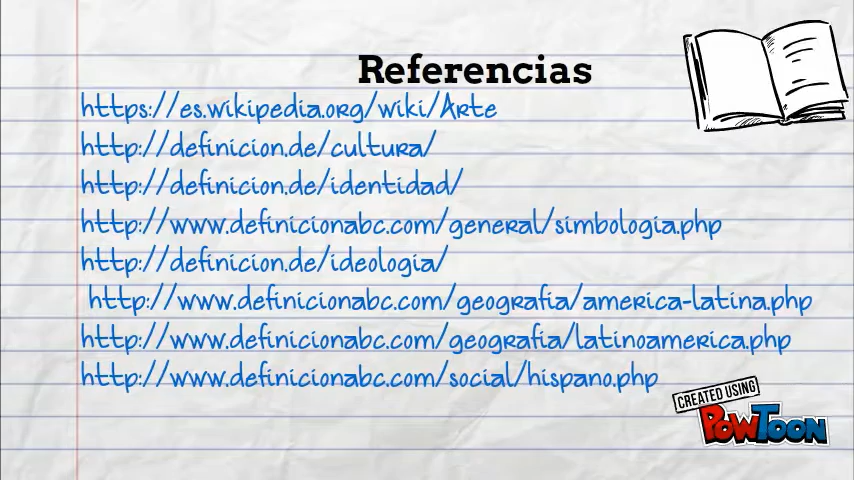 Referencias
https://es.wikipedia.org/wiki/Arte
http://definicion.de/cultura/
http://definicion.de/identidad/
http://www.definicionabc.com/general/simbologia.php
http://definicion.de/ideologia/
http://www.definicionabc.com/geografia/america-latina.php
http://www.definicionabc.com/geografia/latinoamerica.php
http://www.definicionabc.com/social/hispano.php
CREATED USING
POWTOON